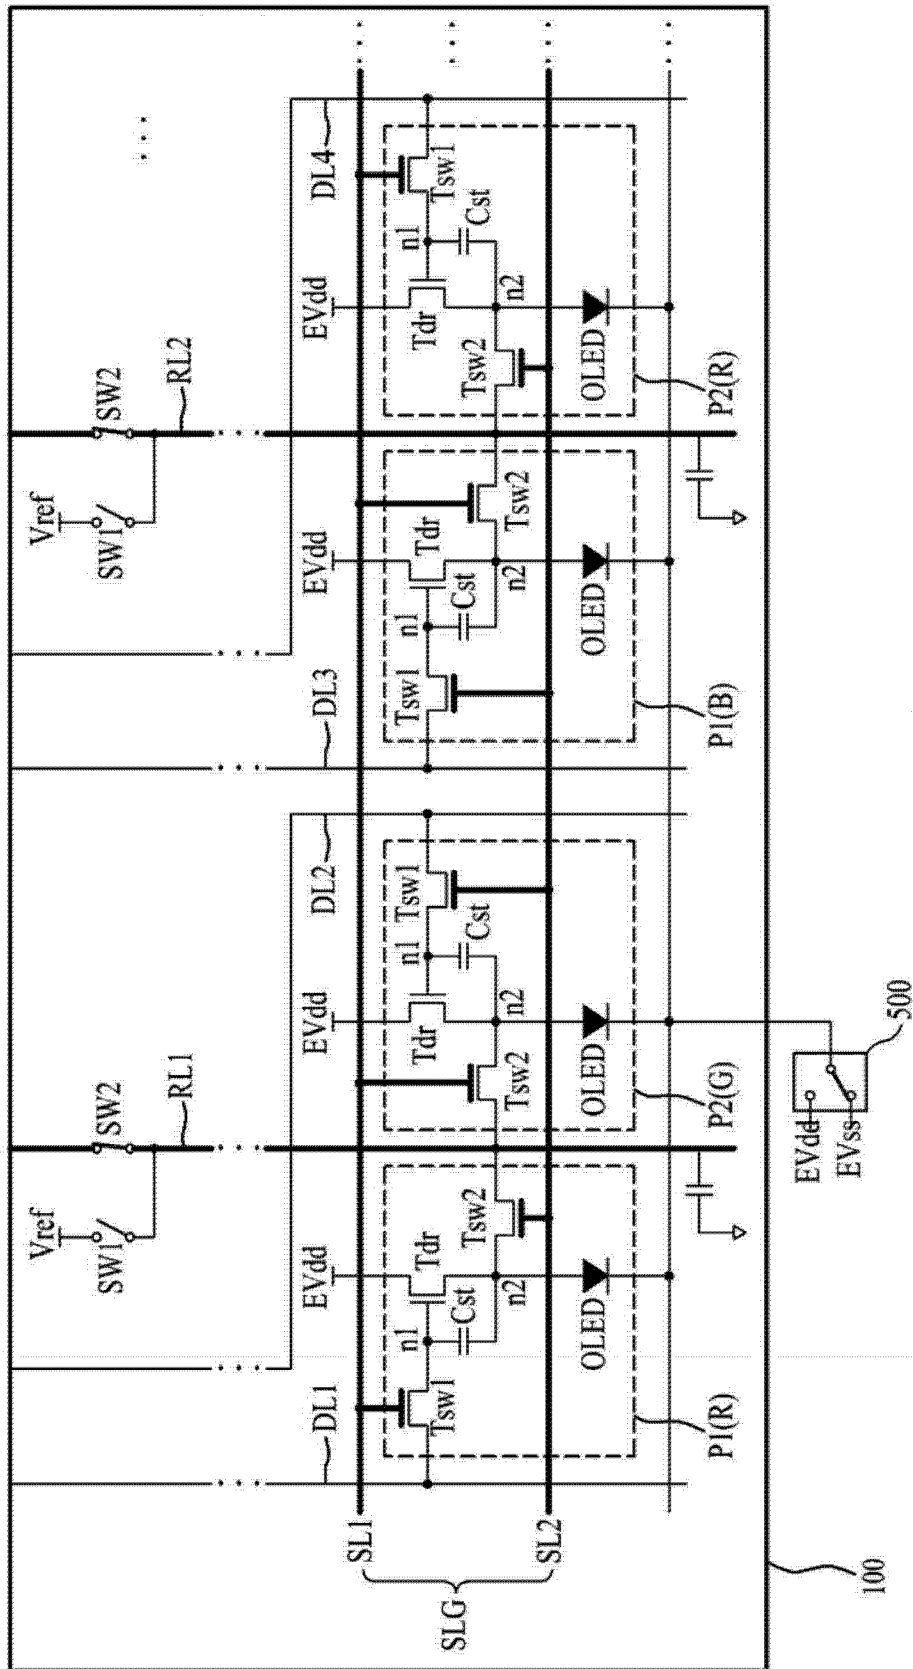 Vref
SW1
SW2
RL1
Vref
SW1
SW2
RL2
. . .
DL1
EVdd
EVdd
DL2
DL3
EVdd
EVdd
DL4
SLG
SL1
SL2
Tsw1
n1
Cst
Tdr
Tsw2
n2
OLED
P1(R)
Tsw2
Tdr
n1
Tsw1
Cst
n2
OLED
P2(G)
Tsw1
n1
Cst
Tdr
Tsw2
n2
OLED
P1(B)
Tsw2
Tdr
n1
Tsw1
Cst
n2
OLED
P2(R)
EVdd
EVss
500
100